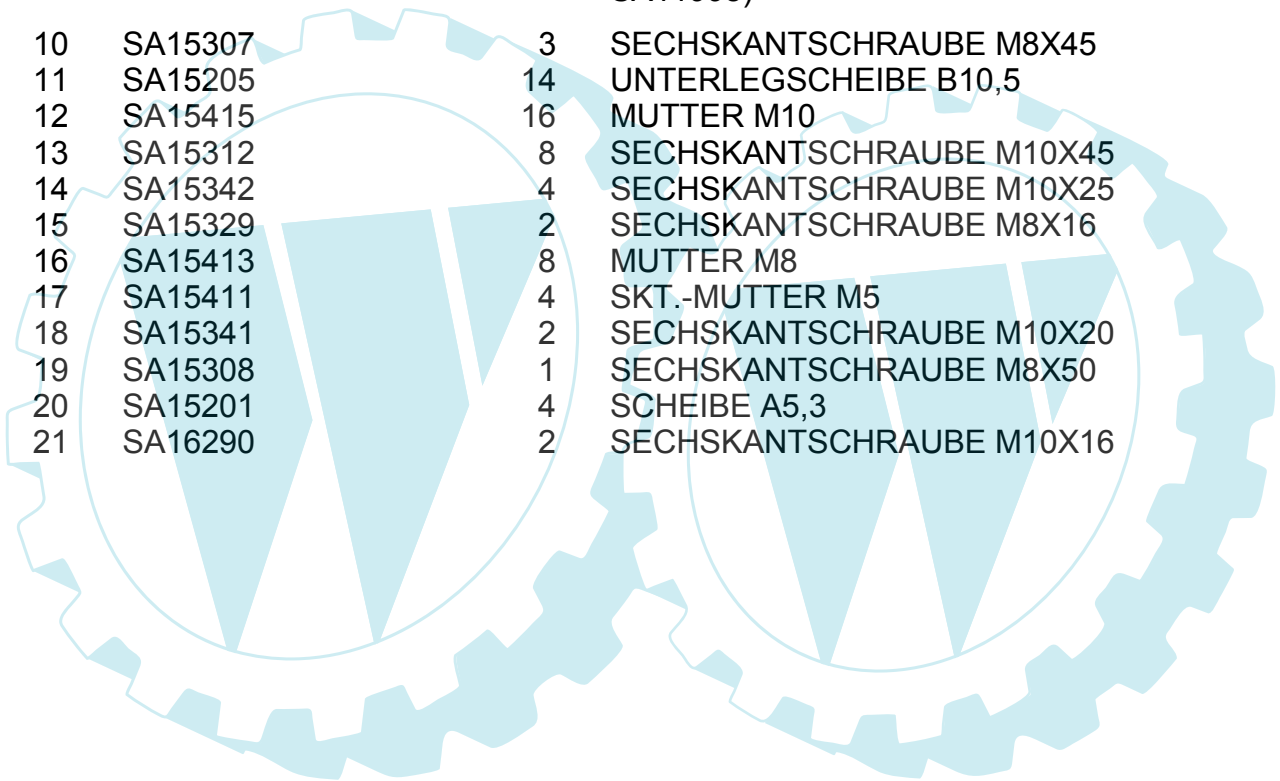 10 SA15307 3 SECHSKANTSCHRAUBE M8X45
11 SA15205 14 UNTERLEGSCHEIBE B10,5
12 SA15415 16 MUTTER M10
13 SA15312 8 SECHSKANTSCHRAUBE M10X45
14 SA15342 4 SECHSKANTSCHRAUBE M10X25
15 SA15329 2 SECHSKANTSCHRAUBE M8X16
16 SA15413 8 MUTTER M8
17 SA15411 4 SKT.-MUTTER M5
18 SA15341 2 SECHSKANTSCHRAUBE M10X20
19 SA15308 1 SECHSKANTSCHRAUBE M8X50
20 SA15201 4 SCHEIBE A5,3
21 SA16290 2 SECHSKANTSCHRAUBE M10X16